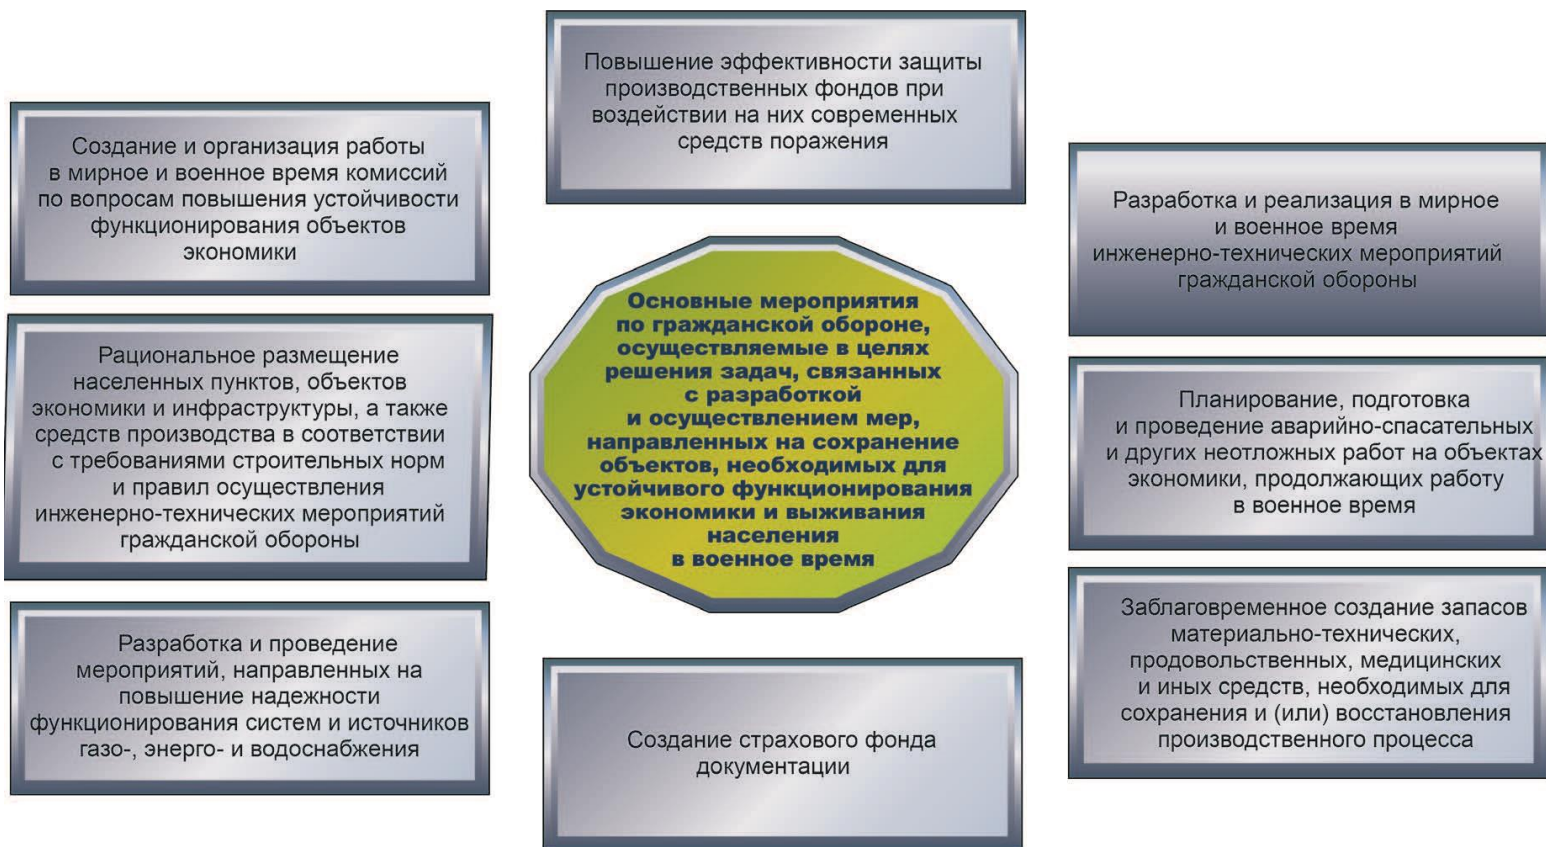 Повышение эффективности защиты
производственных фондов при
воздействии на них современных
средств поражения
Создание и организация работы
в мирное и военное время комиссий
по вопросам повышения устойчивости
функционирования объектов
экономики
Разработка и реализация в мирное
и военное время
инженерно-технических мероприятий
гражданской обороны
Основные мероприятия
по гражданской обороне,
осуществляемые в целях
решения задач, связанных
с разработкой
и осуществлением мер,
направленных на сохранение
объектов, необходимых для
устойчивого функционирования
экономики и выживания
населения
в военное время
Рациональное размещение
населенных пунктов, объектов
экономики и инфраструктуры, а также
средств производства в соответствии
с требованиями строительных норм
и правил осуществления
инженерно-технических мероприятий
гражданской обороны
Планирование, подготовка
и проведение аварийно-спасательных
и других неотложных работ на объектах
экономики, продолжающих работу
в военное время
Разработка и проведение
мероприятий, направленных на
повышение надежности
функционирования систем и источников
газо-, энерго- и водоснабжения
Создание страхового фонда
документации
Заблаговременное создание запасов
материально-технических,
продовольственных, медицинских
и иных средств, необходимых для
сохранения и (или) восстановления
производственного процесса